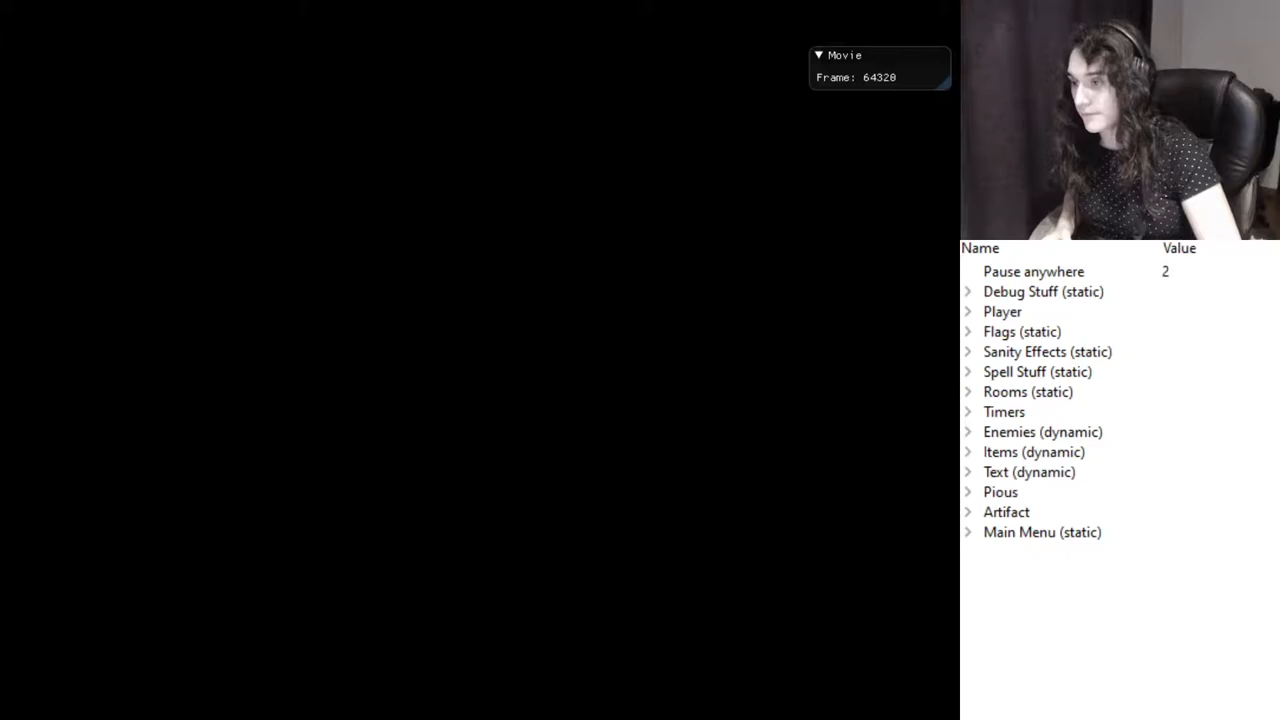 Movie
Frame: 64320
Name Value
Pause anywhere 2
Debug Stuff (static)
Player
Flags (static)
Sanity Effects (static)
Spell Stuff (static)
Rooms (static)
Timers
Enemies (dynamic)
Items (dynamic)
Text (dynamic)
Pious
Artifact
Main Menu (static)